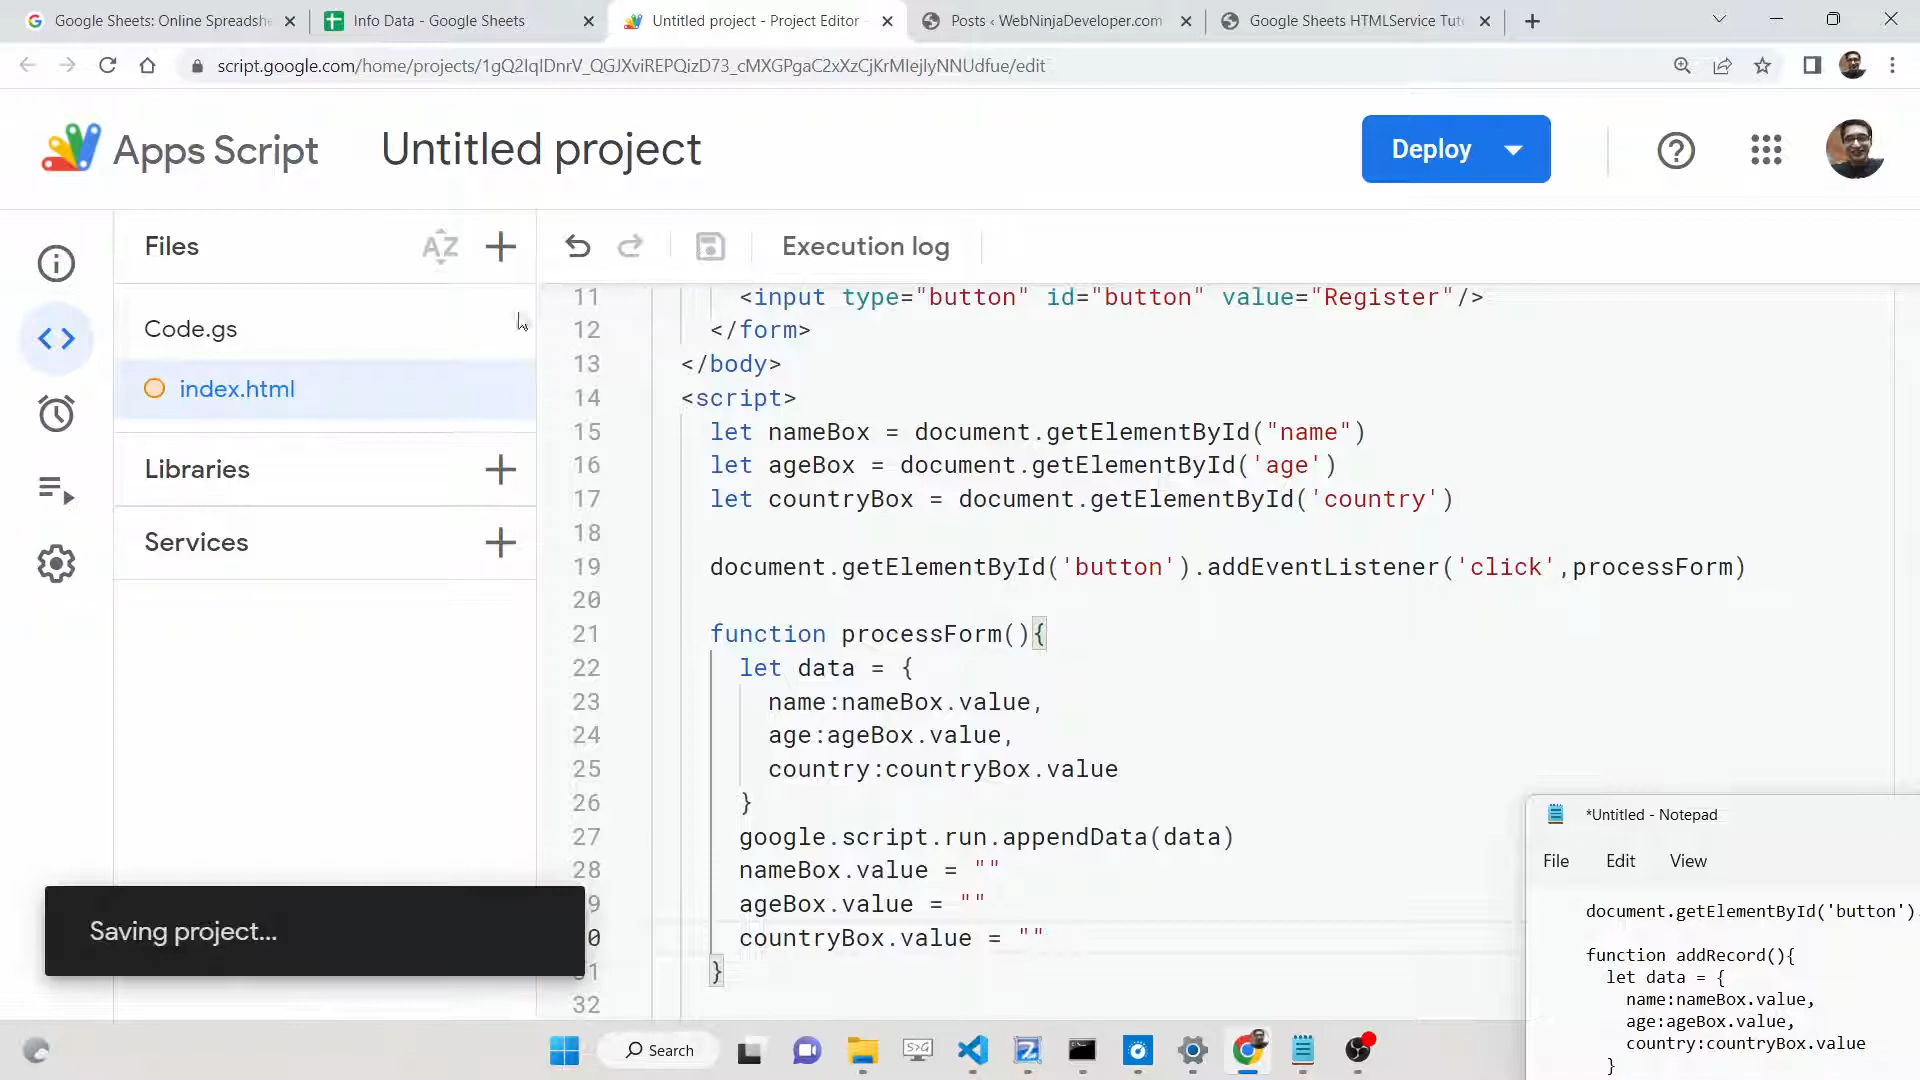 Google Sheets: Online Spreadshe
Info Data - Google Sheets
Untitled project - Project Editor
Posts ‹ WebNinjaDeveloper.com
Google Sheets HTMLService Tut
script.google.com/home/projects/1gQ2IqIDnrV_QGJXviREPQizD73_cMXGPgaC2xXzCjKrMIejIyNNUdfue/edit
Apps Script
Untitled project
Deploy
Files
AZ
Execution log
Code.gs
index.html
Libraries
Services
11 <input type="button" id="button" value="Register"/>
12 </form>
13 </body>
14 <script>
15 let nameBox = document.getElementById("name")
16 let ageBox = document.getElementById('age')
17 let countryBox = document.getElementById('country')
18
19 document.getElementById('button').addEventListener('click',processForm)
20
21 function processForm(){
22 let data = {
23 name:nameBox.value,
24 age:ageBox.value,
25 country:countryBox.value
26 }
27 google.script.run.appendData(data)
28 nameBox.value = ""
9 ageBox.value = ""
0 countryBox.value = ""
31 }
32
Saving project...
*Untitled - Notepad
File Edit View
document.getElementById('button').
function addRecord(){
let data = {
name:nameBox.value,
age:ageBox.value,
country:countryBox.value
}
Search